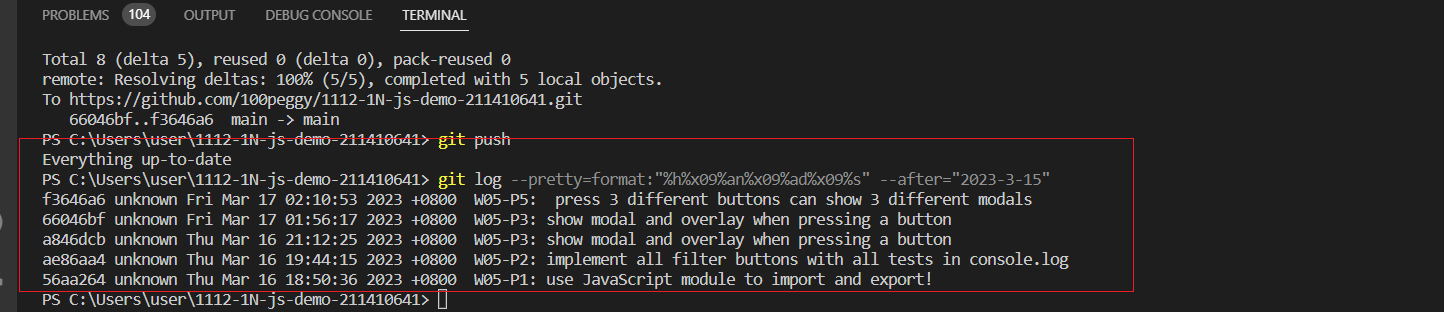 PROBLEMS 104 OUTPUT DEBUG CONSOLE TERMINAL
Total 8 (delta 5), reused 0 (delta 0), pack-reused 0
remote: Resolving deltas: 100% (5/5), completed with 5 local objects.
To https://github.com/100peggy/1112-1N-js-demo-211410641.git
   66046bf..f3646a6  main -> main
PS C:\Users\user\1112-1N-js-demo-211410641> git push
Everything up-to-date
PS C:\Users\user\1112-1N-js-demo-211410641> git log --pretty=format:"%h%x09%an%x09%ad%x09%s" --after="2023-3-15"
f3646a6 unknown Fri Mar 17 02:10:53 2023 +0800  W05-P5:  press 3 different buttons can show 3 different modals
66046bf unknown Fri Mar 17 01:56:17 2023 +0800  W05-P3: show modal and overlay when pressing a button
a846dcb unknown Thu Mar 16 21:12:25 2023 +0800  W05-P3: show modal and overlay when pressing a button
ae86aa4 unknown Thu Mar 16 19:44:15 2023 +0800  W05-P2: implement all filter buttons with all tests in console.log
56aa264 unknown Thu Mar 16 18:50:36 2023 +0800  W05-P1: use JavaScript module to import and export!
PS C:\Users\user\1112-1N-js-demo-211410641>